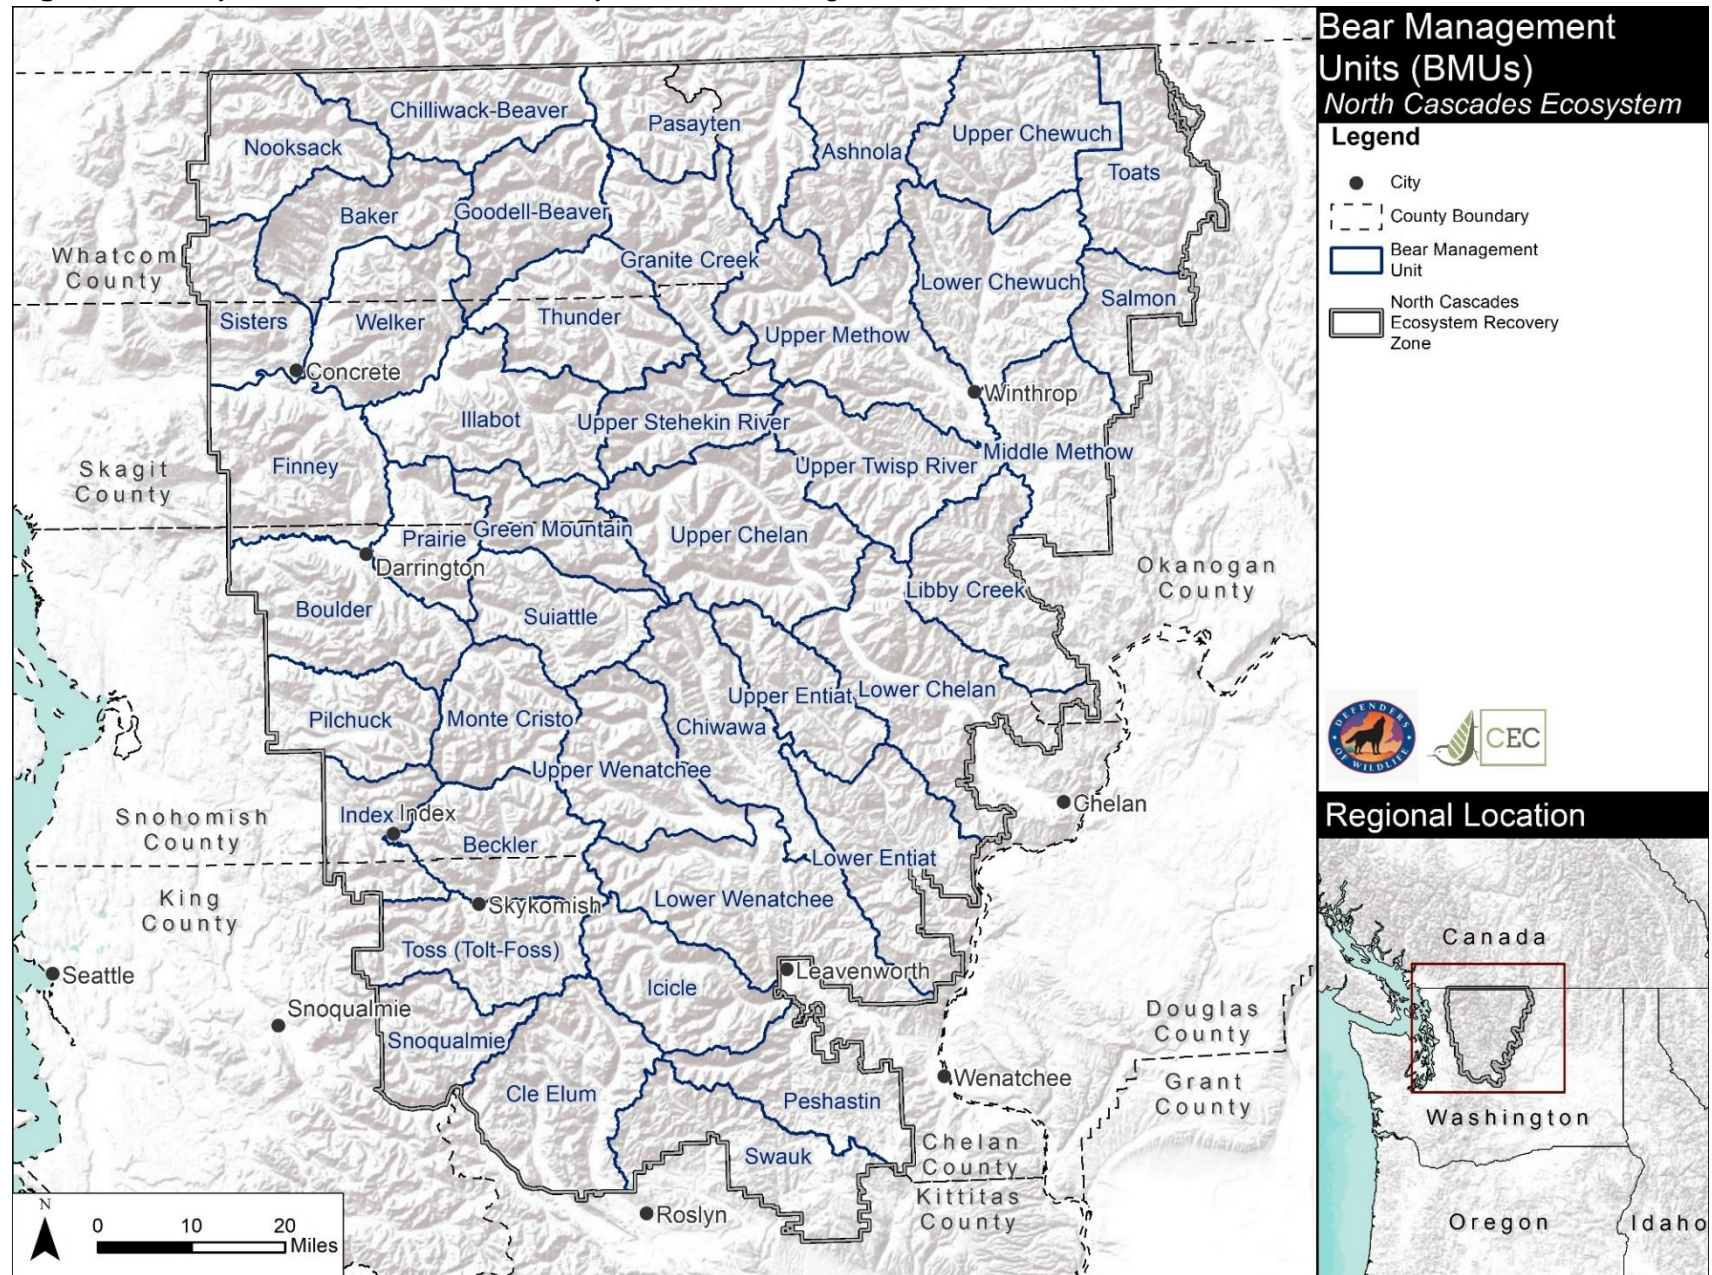 Bear Management
Units (BMUs)
North Cascades Ecosystem
Legend
City
County Boundary
Bear Management
Unit
North Cascades
Ecosystem Recovery
Zone
DEFENDERS
OF WILDLIFE
CEC
Regional Location
Canada
Washington
Oregon
Idaho
Chilliwack-Beaver
Pasayten
Nooksack
Ashnola
Upper Chewuch
Toats
Baker
Goodell-Beaver
Whatcom
County
Granite Creek
Lower Chewuch
Salmon
Sisters
Welker
Thunder
Upper Methow
Concrete
Winthrop
Illabot
Upper Stehekin River
Middle Methow
Skagit
County
Finney
Upper Twisp River
Prairie
Green Mountain
Upper Chelan
Darrington
Okanogan
County
Boulder
Suiattle
Libby Creek
Pilchuck
Monte Cristo
Chiwawa
Upper Entiat
Lower Chelan
Upper Wenatchee
Chelan
Snohomish
County
Index
Index
Beckler
Lower Entiat
King
County
Skykomish
Lower Wenatchee
Toss (Tolt-Foss)
Seattle
Leavenworth
Icicle
Snoqualmie
Snoqualmie
Douglas
County
Cle Elum
Wenatchee
Grant
County
Peshastin
Swauk
Chelan
County
Kittitas
County
Roslyn
N
0 10 20
Miles